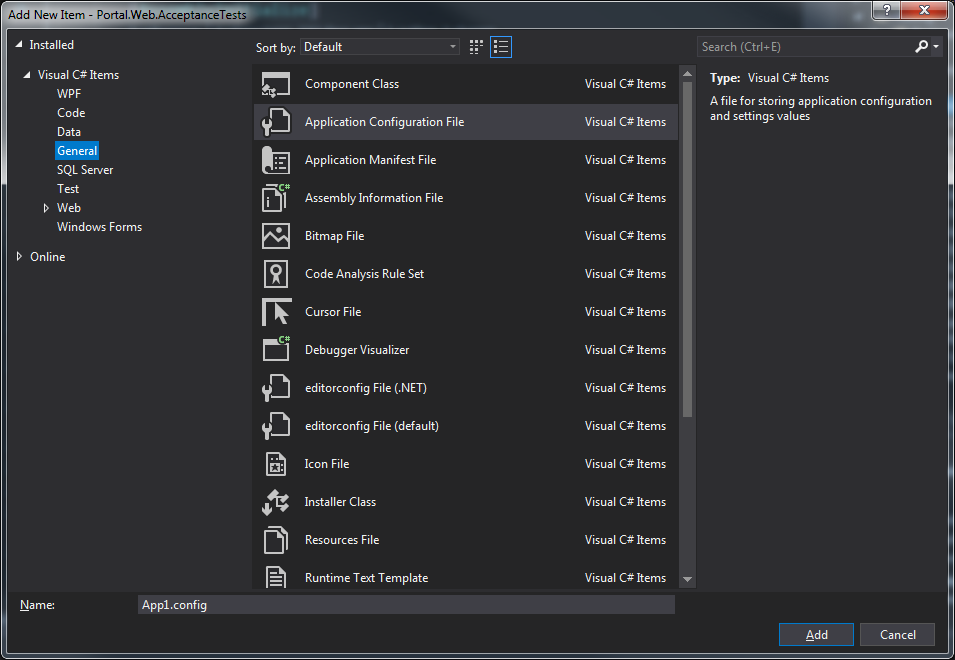 Add New Item - Portal.Web.AcceptanceTests
?
Installed
Visual C# Items
WPF
Code
Data
General
SQL Server
Test
Web
Windows Forms
Online
Sort by: Default
Component Class Visual C# Items
Application Configuration File Visual C# Items
Application Manifest File Visual C# Items
C#
Assembly Information File Visual C# Items
Bitmap File Visual C# Items
Code Analysis Rule Set Visual C# Items
Cursor File Visual C# Items
C#
Debugger Visualizer Visual C# Items
editorconfig File (.NET) Visual C# Items
editorconfig File (default) Visual C# Items
Icon File Visual C# Items
Installer Class Visual C# Items
Resources File Visual C# Items
Runtime Text Template Visual C# Items
Search (Ctrl+E)
Type: Visual C# Items
A file for storing application configuration
and settings values
Name: App1.config
Add Cancel